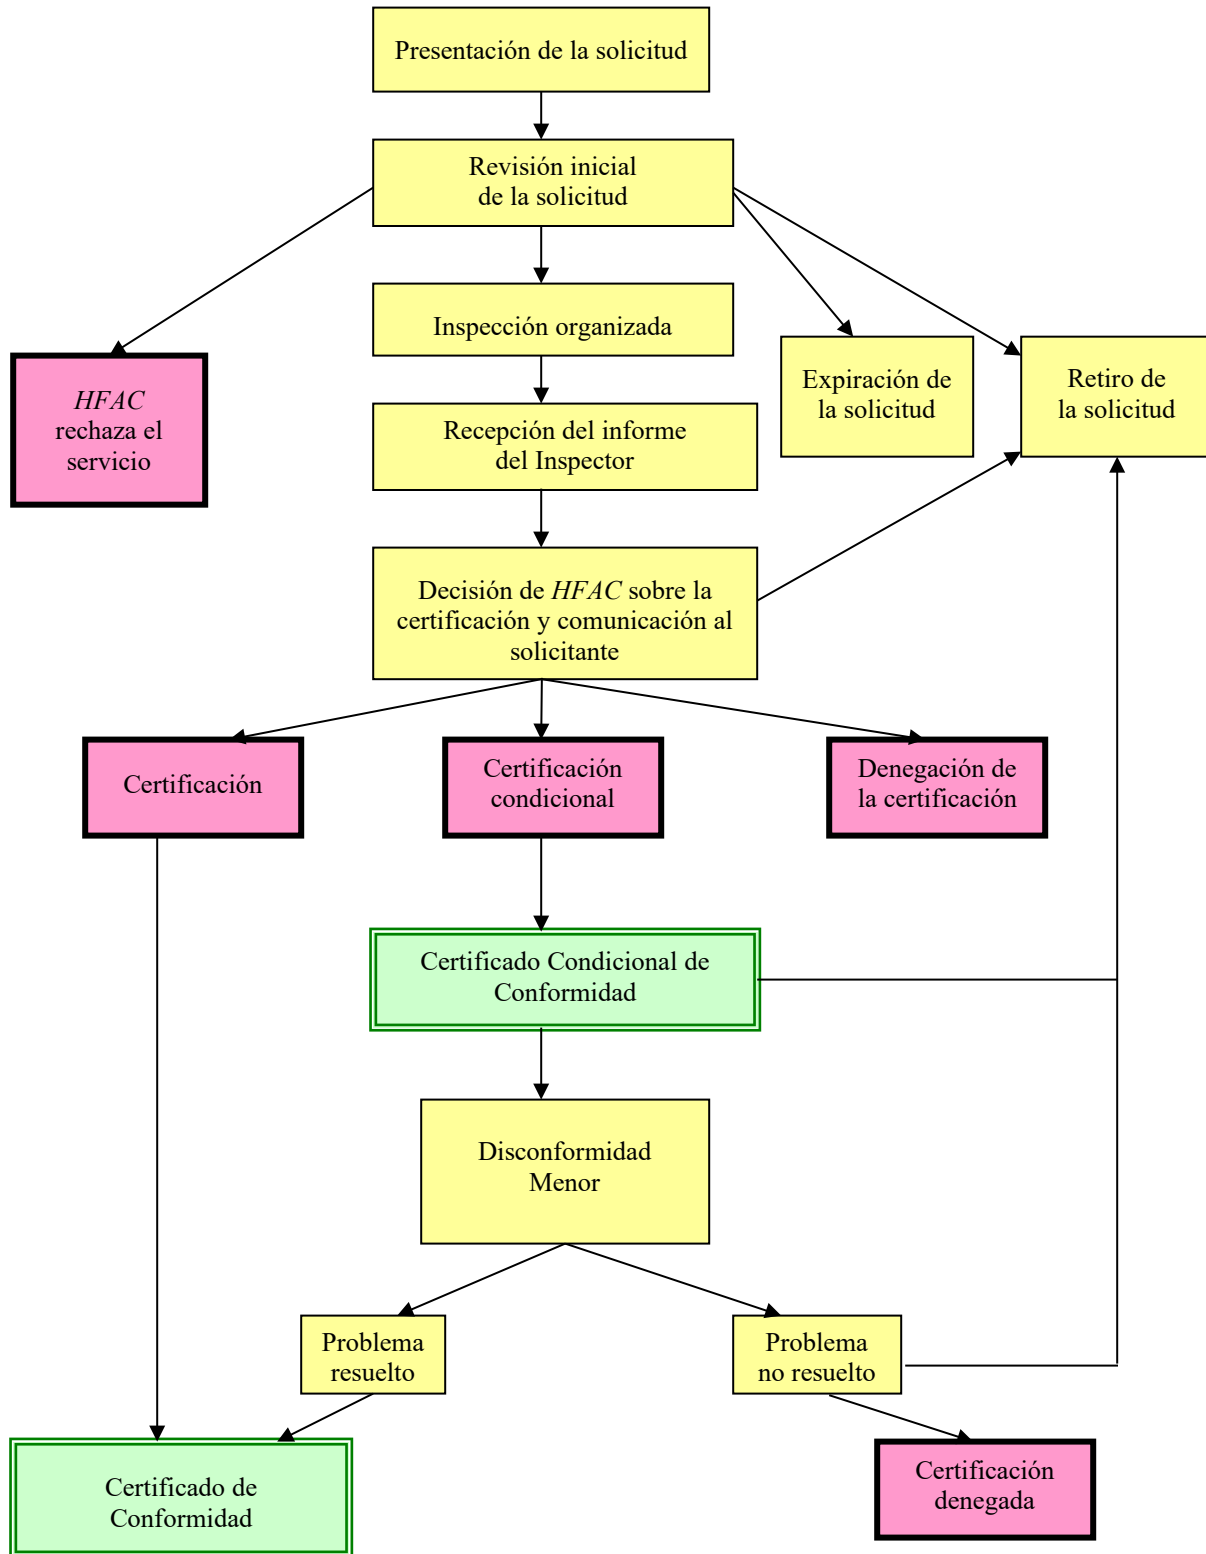 Presentación de la solicitud
Revisión inicial
de la solicitud
Inspección organizada
HFAC
rechaza el
servicio
Expiración de
la solicitud
Retiro de
la solicitud
Recepción del informe
del Inspector
Decisión de HFAC sobre la
certificación y comunicación al
solicitante
Certificación
Certificación
condicional
Denegación de
la certificación
Certificado Condicional de
Conformidad
Disconformidad
Menor
Problema
resuelto
Problema
no resuelto
Certificado de
Conformidad
Certificación
denegada